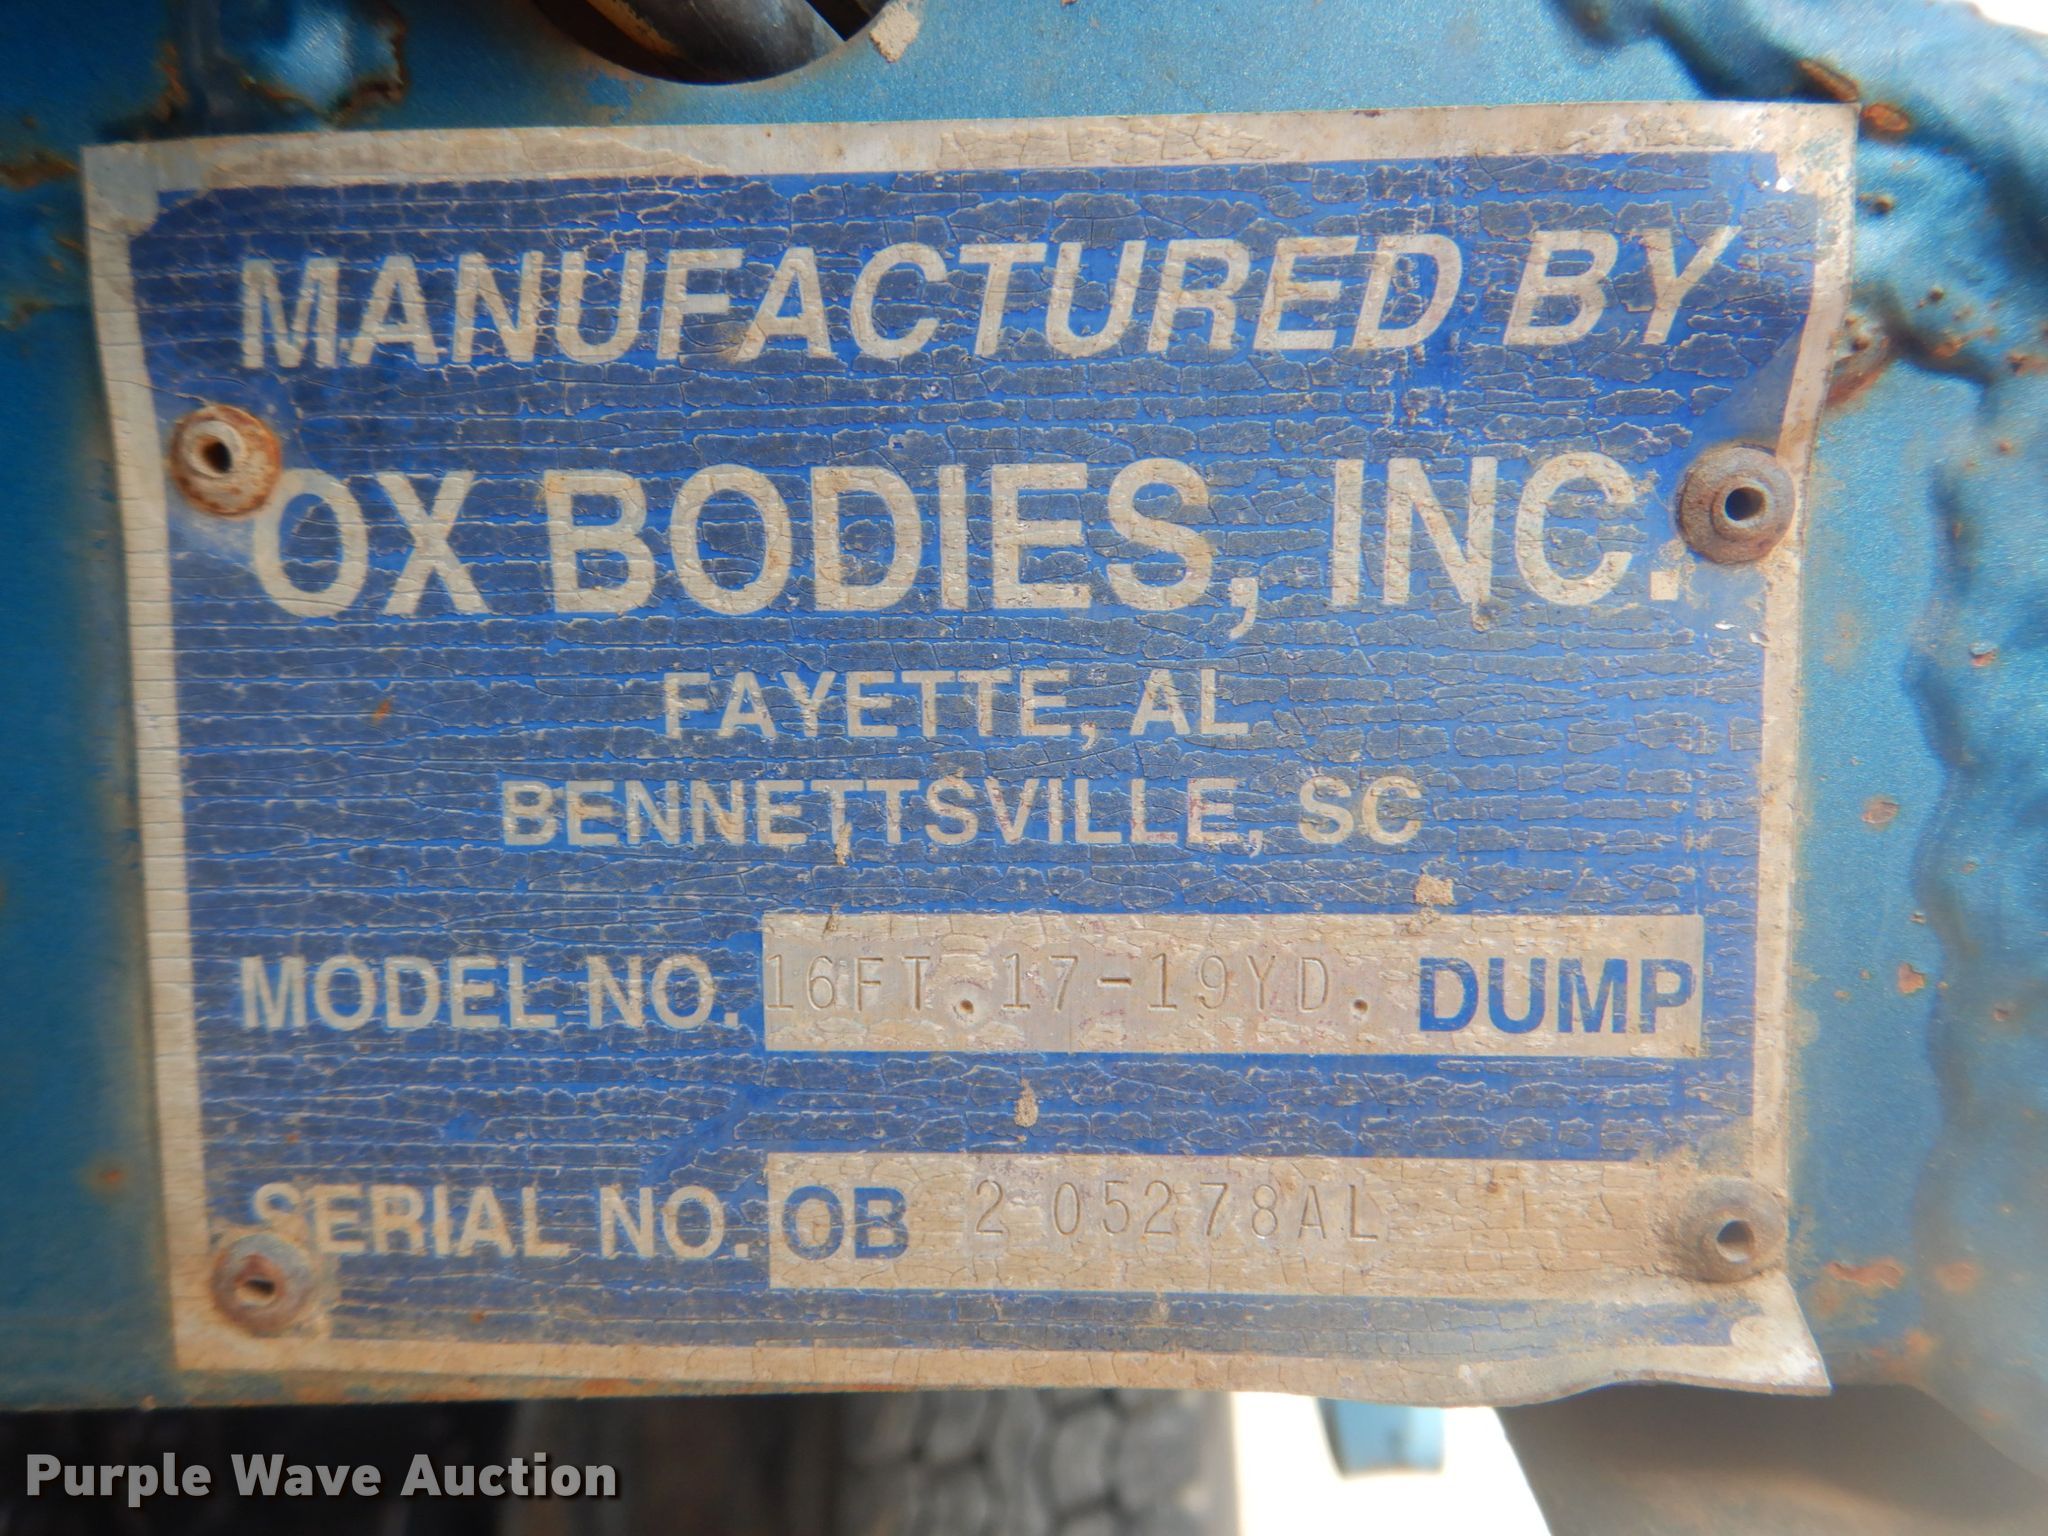 MANUFACTURED BY
OX BODIES, INC.
FAYETTE, AL
BENNETTSVILLE, SC
MODEL NO. 16FT.17-19YD. DUMP
SERIAL NO. OB 2 05278AL
Purple Wave Auction